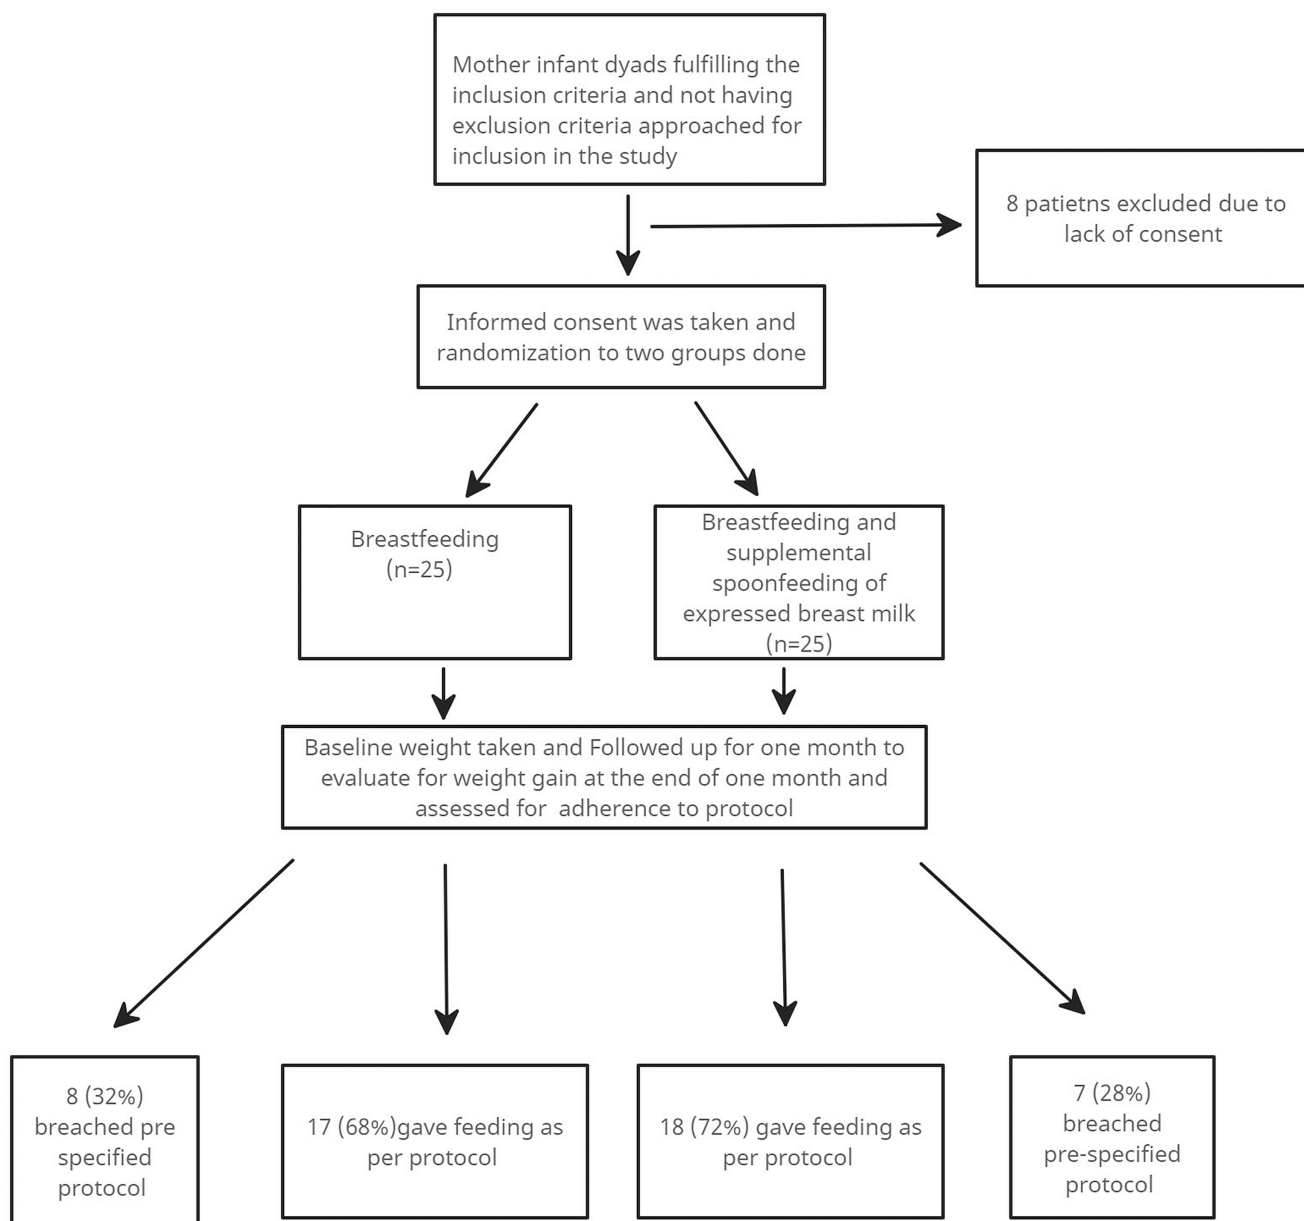 Mother infant dyads fulfilling the
inclusion criteria and not having
exclusion criteria approached for
inclusion in the study
8 patietns excluded due to
lack of consent
Informed consent was taken and
randomization to two groups done
Breastfeeding
(n=25)
Breastfeeding and
supplemental
spoonfeeding of
expressed breast milk
(n=25)
Baseline weight taken and Followed up for one month to
evaluate for weight gain at the end of one month and
assessed for  adherence to protocol
8 (32%)
breached pre
specified
protocol
17 (68%)gave feeding as
per protocol
18 (72%) gave feeding as
per protocol
7 (28%)
breached
pre-specified
protocol